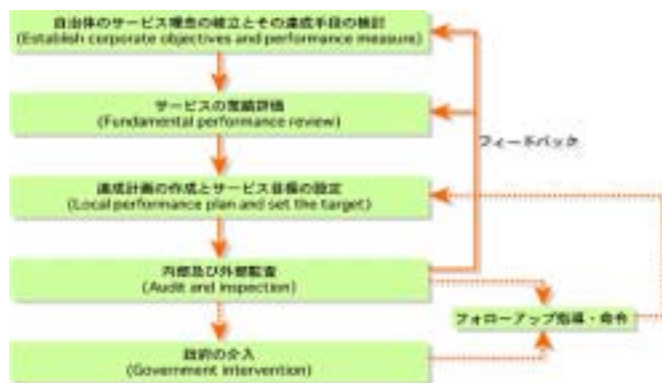 自治体のサービス理念の確立とその達成手段の検討
(Establish corporate objectives and performance measure)
サービスの業績評価
(Fundamental performance review)
フィードバック
達成計画の作成とサービス目標の設定
(Local performance plan and set the target)
内部及び外部監査
(Audit and inspection)
フォローアップ指導・命令
政府の介入
(Government intervention)